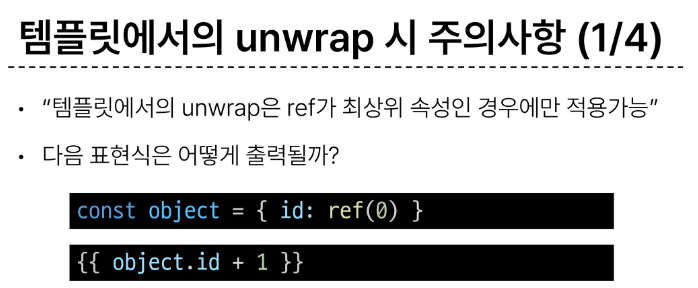 템플릿에서의 unwrap 시 주의사항 (1/4)
• “템플릿에서의 unwrap은 ref가 최상위 속성인 경우에만 적용가능”
• 다음 표현식은 어떻게 출력될까?
const object = { id: ref(0) }
{{ object.id + 1 }}